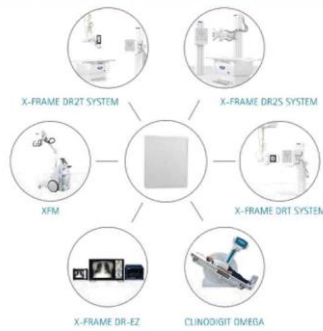 X-FRAME DR2T SYSTEM
X-FRAME DR2S SYSTEM
XFM
X-FRAME DRT SYSTEM
X-FRAME DR-EZ
CLINODIGIT OMEGA